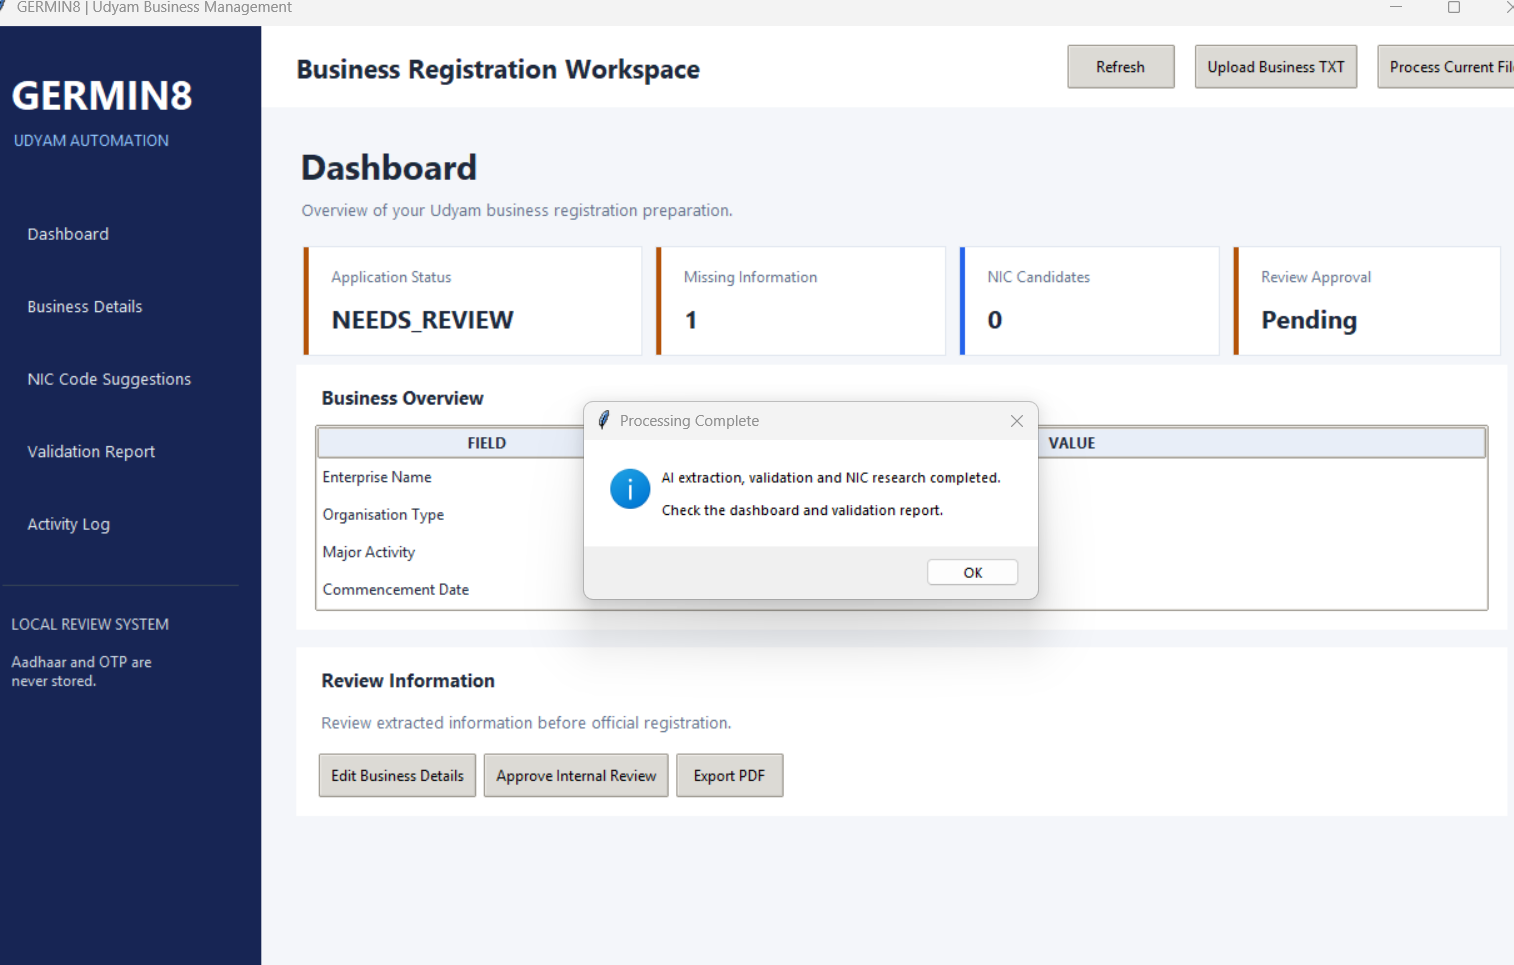 GERMIN8 | Udyam Business Management
GERMIN8
UDYAM AUTOMATION
Dashboard
Business Details
NIC Code Suggestions
Validation Report
Activity Log
LOCAL REVIEW SYSTEM
Aadhaar and OTP are
never stored.
Business Registration Workspace
Refresh
Upload Business TXT
Process Current Fil
Dashboard
Overview of your Udyam business registration preparation.
Application Status
NEEDS_REVIEW
Missing Information
1
NIC Candidates
0
Review Approval
Pending
Business Overview
FIELD
VALUE
Enterprise Name
Organisation Type
Major Activity
Commencement Date
Processing Complete
AI extraction, validation and NIC research completed.
Check the dashboard and validation report.
OK
Review Information
Review extracted information before official registration.
Edit Business Details
Approve Internal Review
Export PDF